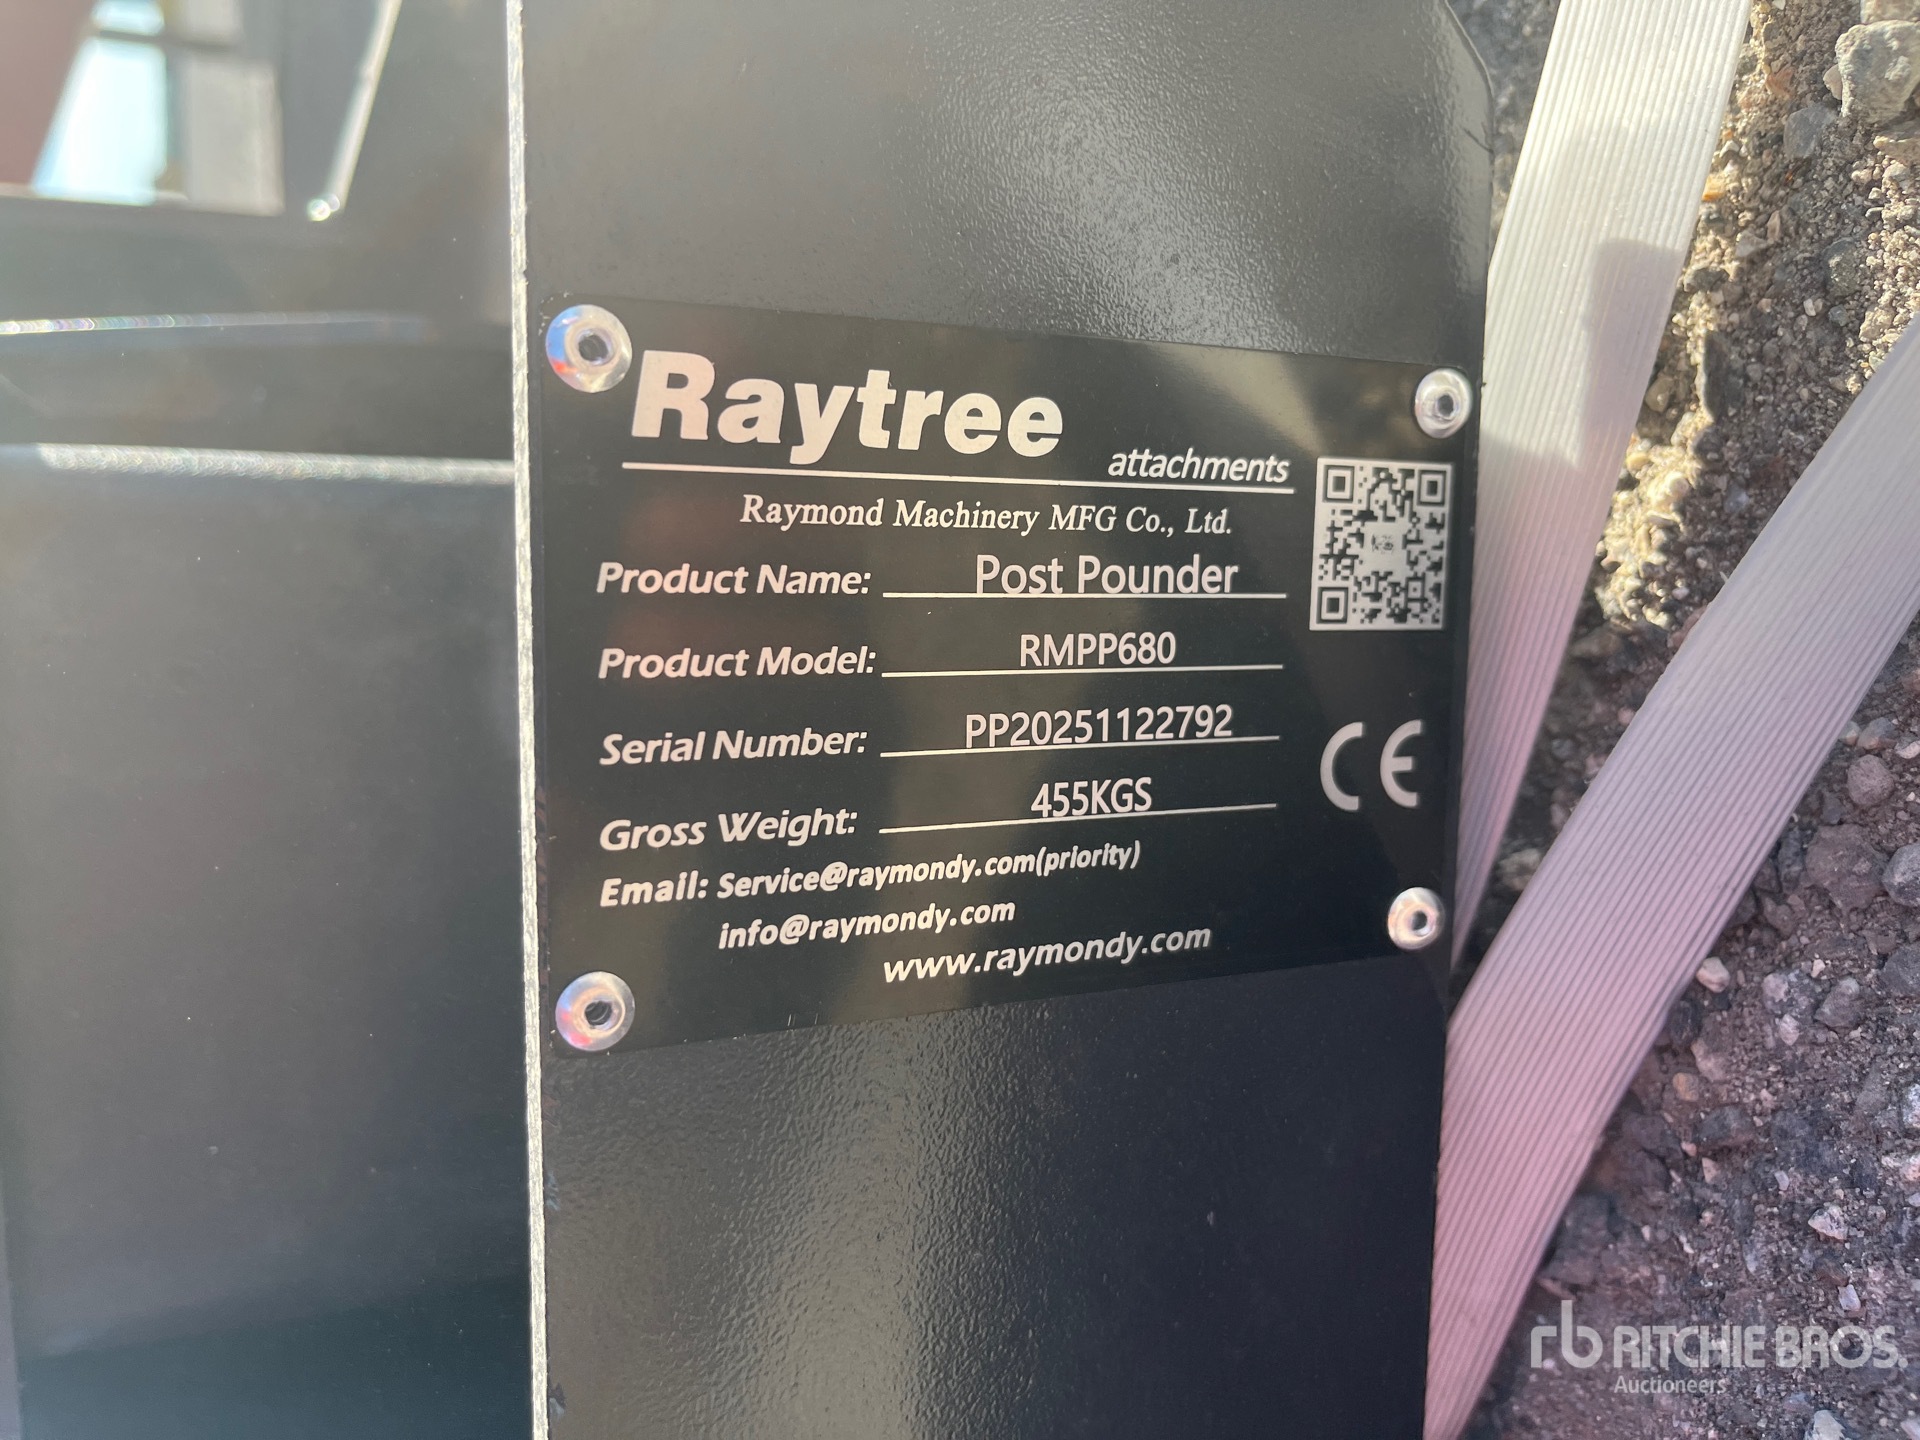 Raytree
attachments
Raymond Machinery MFG Co., Ltd.
Product Name: Post Pounder
Product Model: RMPP680
Serial Number: PP20251122792
Gross Weight: 455KGS
CE
Email: Service@raymondy.com(priority)
info@raymondy.com
www.raymondy.com
rb RITCHIE BROS.
Auctioneers